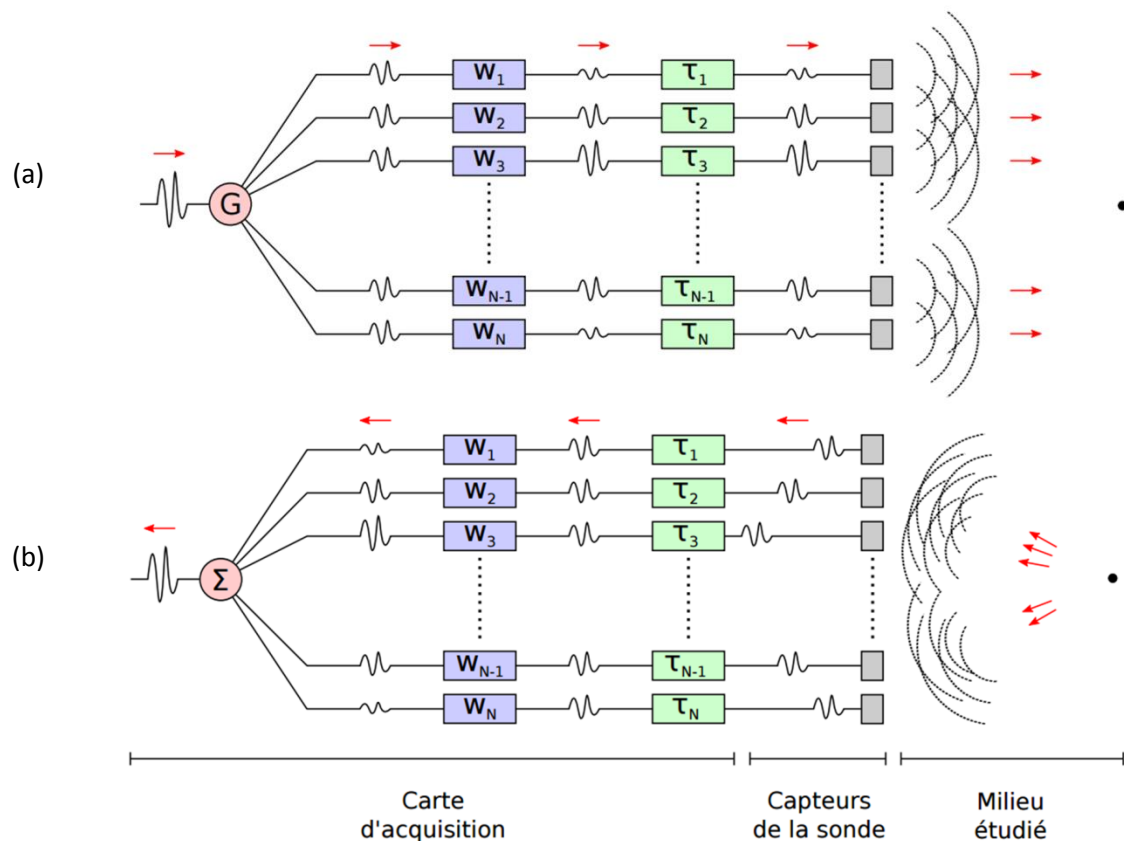 (a)
G
W1 τ1
W2 τ2
W3 τ3
WN-1 τN-1
WN τN
(b)
Σ
W1 τ1
W2 τ2
W3 τ3
WN-1 τN-1
WN τN
Carte d'acquisition
Capteurs de la sonde
Milieu étudié